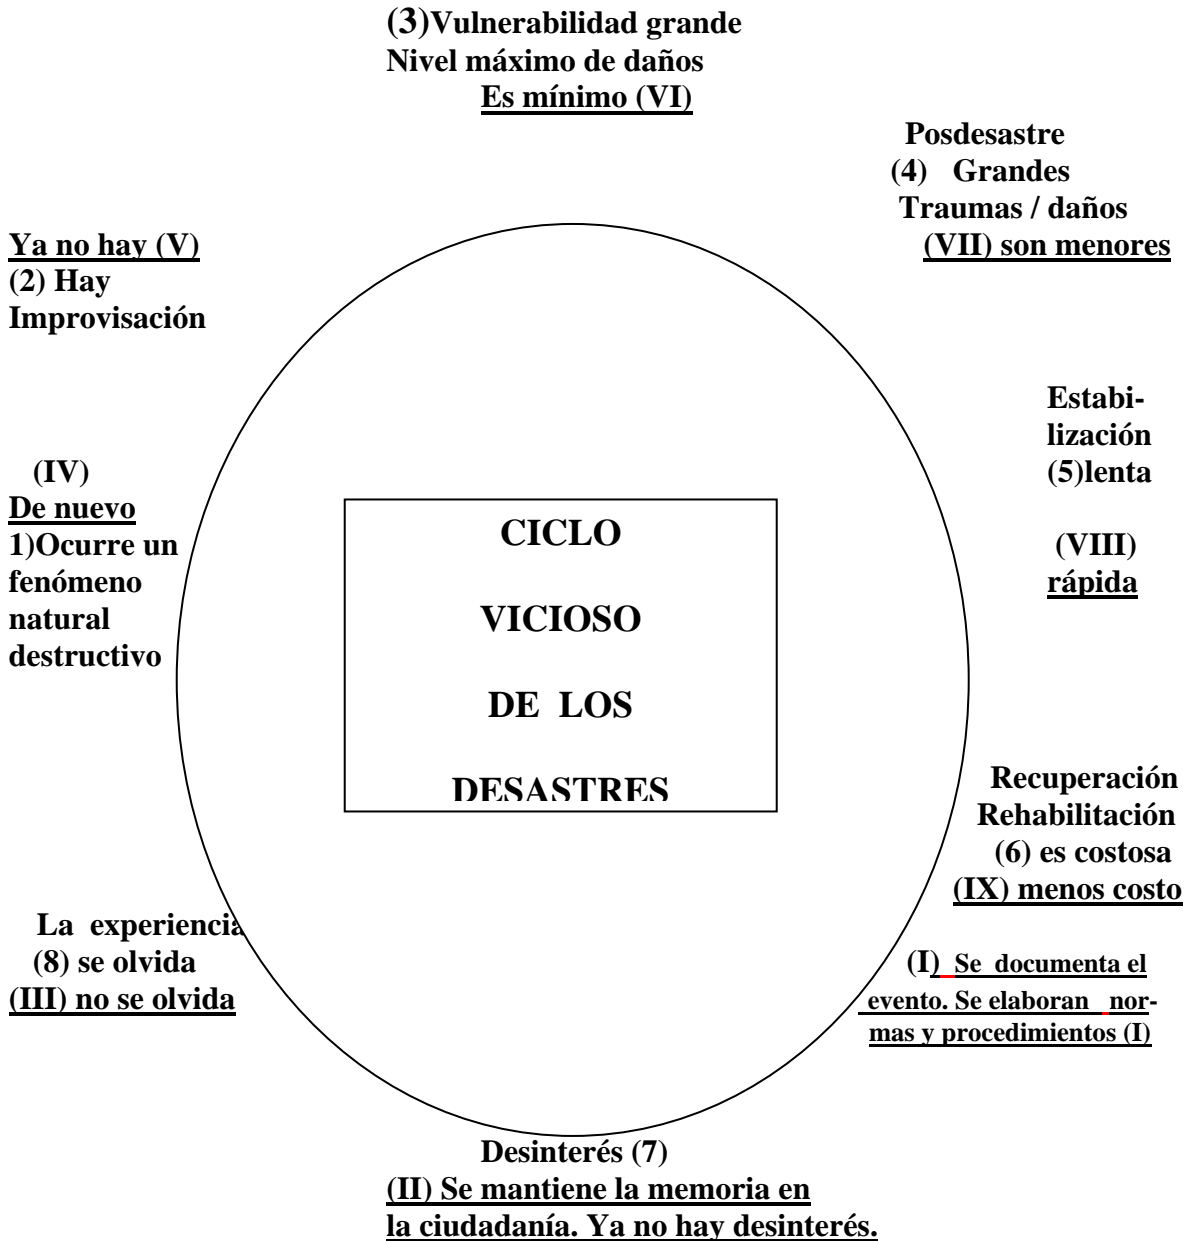 (3)Vulnerabilidad grande
Nivel máximo de daños
Es mínimo (VI)
Posdesastre
(4) Grandes
Traumas / daños
(VII) son menores
Ya no hay (V)
(2) Hay
Improvisación
Estabi-
lización
(5)lenta
(VIII)
rápida
(IV)
De nuevo
1)Ocurre un
fenómeno
natural
destructivo
CICLO
VICIOSO
DE LOS
DESASTRES
Recuperación
Rehabilitación
(6) es costosa
(IX) menos costo
La experiencia
(8) se olvida
(III) no se olvida
(I) Se documenta el
evento. Se elaboran nor-
mas y procedimientos (I)
Desinterés (7)
(II) Se mantiene la memoria en
la ciudadanía. Ya no hay desinterés.